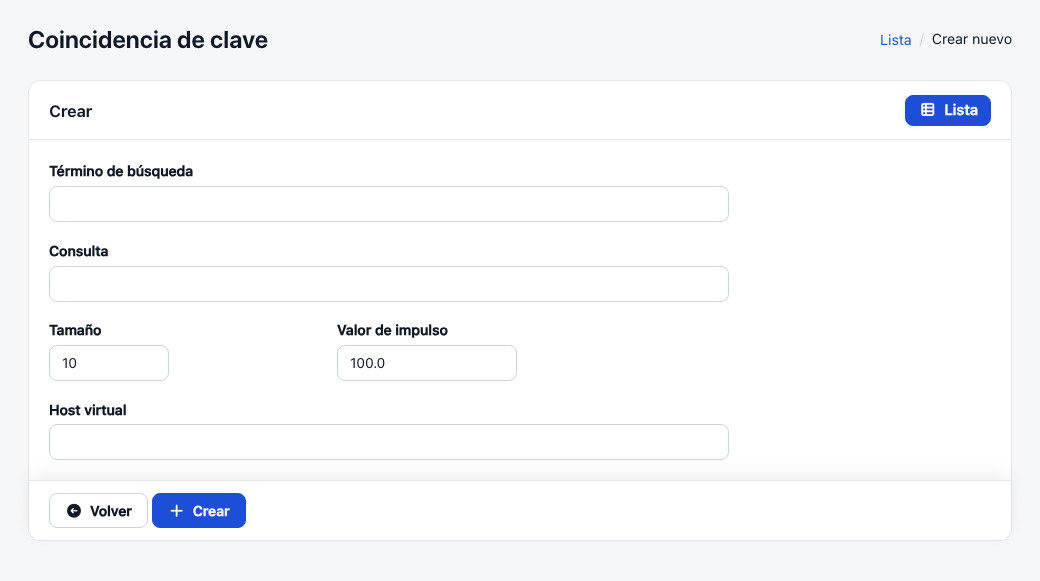 Coincidencia de clave
Lista / Crear nuevo
Crear
Lista
Término de búsqueda
Consulta
Tamaño
Valor de impulso
10
100.0
Host virtual
Volver
Crear